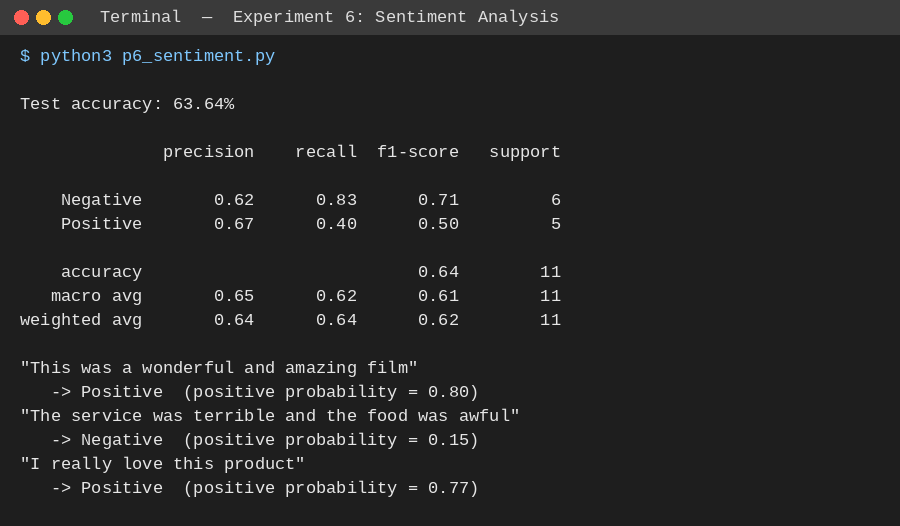 Terminal — Experiment 6: Sentiment Analysis
$ python3 p6_sentiment.py
Test accuracy: 63.64%
precision    recall  f1-score   support
Negative       0.62      0.83      0.71         6
Positive       0.67      0.40      0.50         5
accuracy                           0.64        11
macro avg       0.65      0.62      0.61        11
weighted avg       0.64      0.64      0.62        11
"This was a wonderful and amazing film"
-> Positive  (positive probability = 0.80)
"The service was terrible and the food was awful"
-> Negative  (positive probability = 0.15)
"I really love this product"
-> Positive  (positive probability = 0.77)